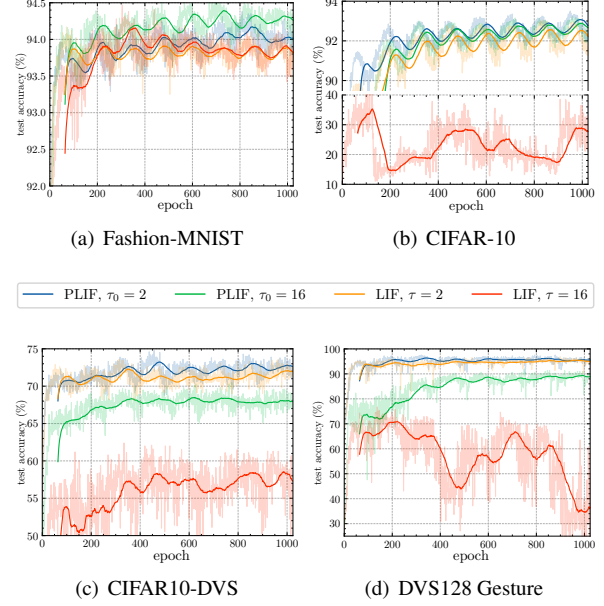 94.5
94.0
93.5
93.0
92.5
92.0
test accuracy (%)
0 200 400 600 800 1000
epoch
(a) Fashion-MNIST
94
92
90
40
30
20
10
test accuracy (%)
0 200 400 600 800 1000
epoch
(b) CIFAR-10
PLIF, τ₀ = 2 PLIF, τ₀ = 16 LIF, τ = 2 LIF, τ = 16
75
70
65
60
55
50
test accuracy (%)
0 200 400 600 800 1000
epoch
(c) CIFAR10-DVS
100
90
80
70
60
50
40
30
test accuracy (%)
0 200 400 600 800 1000
epoch
(d) DVS128 Gesture